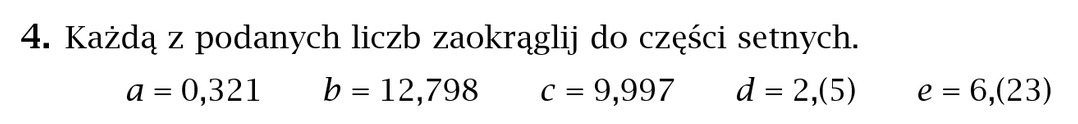 4. Każdą z podanych liczb zaokrąglij do części setnych.
a = 0,321 b = 12,798 c = 9,997 d = 2,(5) e = 6,(23)